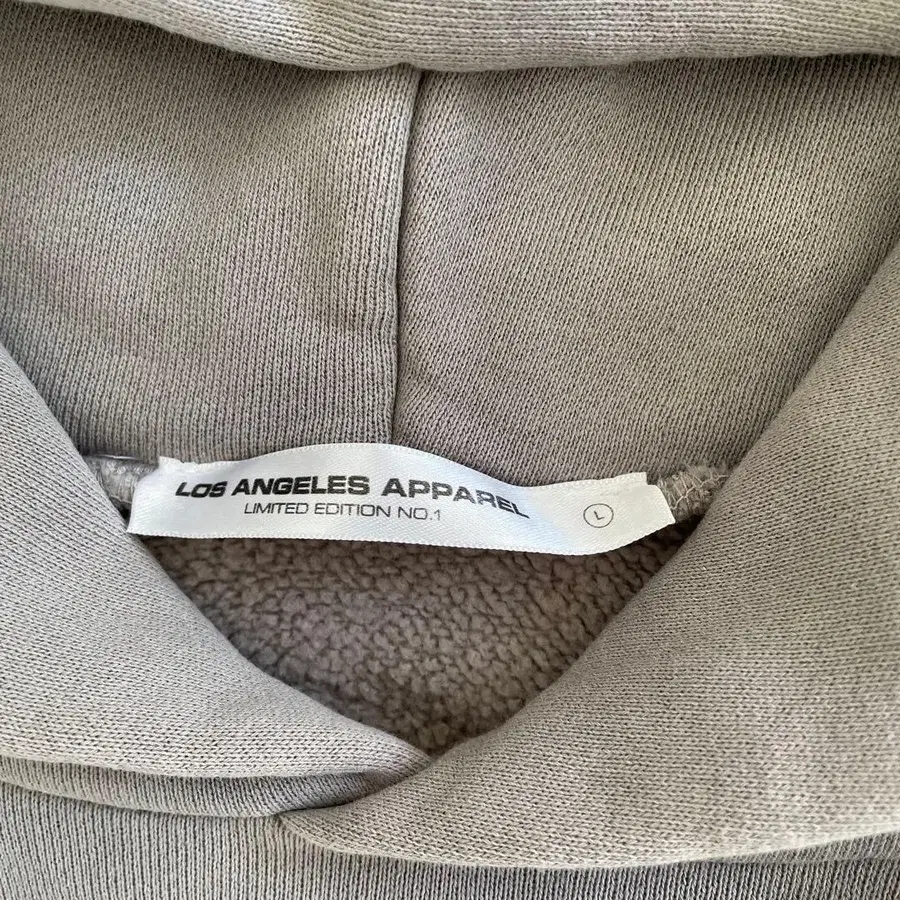 LOS ANGELES APPAREL
LIMITED EDITION NO.1
L